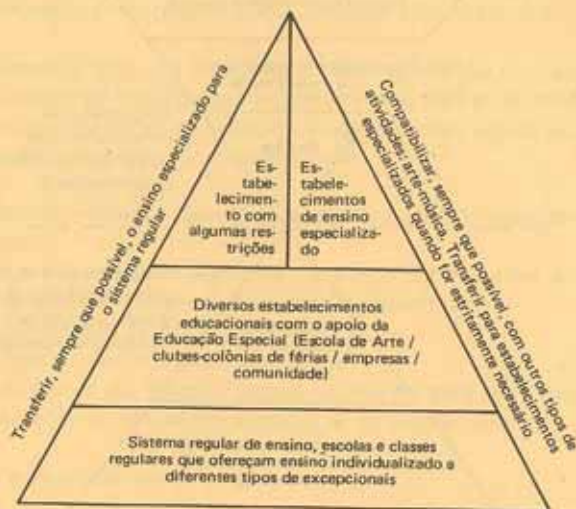 Transferir, sempre que possível, o ensino especializado para
o sistema regular
Es-
tabe-
lecimen-
to com
algumas res-
trições
Es-
tabele-
cimentos
de ensino
especializa-
do
Compatibilizar, sempre que possível, com outros tipos de
atividades: arte-música. Transferir para estabelecimentos
especializados quando for estritamente necessário
Diversos estabelecimentos
educacionais com o apoio da
Educação Especial (Escola de Arte /
clubes-colônias de férias / empresas /
comunidade)
Sistema regular de ensino, escolas e classes
regulares que ofereçam ensino individualizado a
diferentes tipos de excepcionais